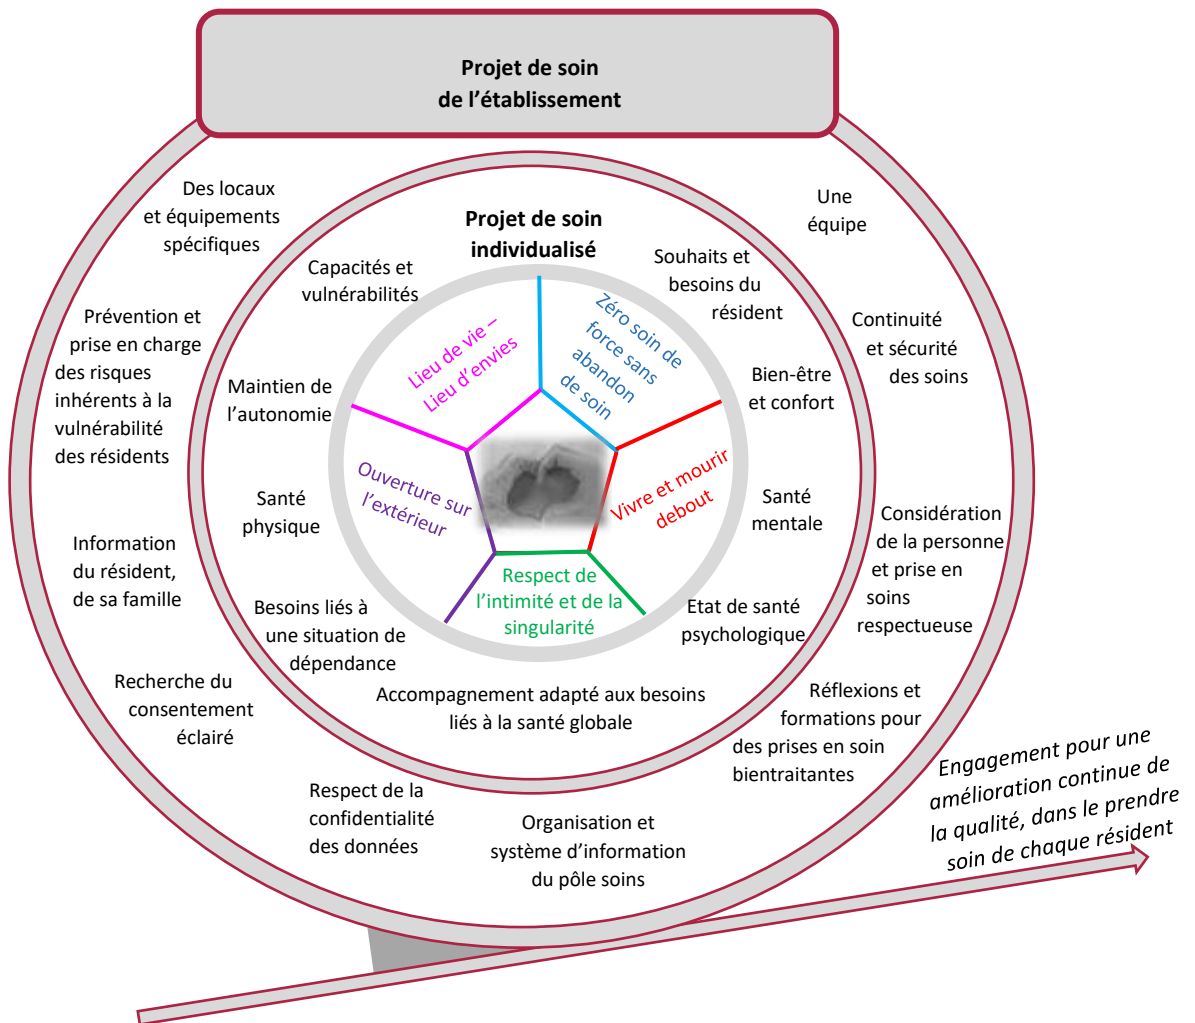 Projet de soin
de l’établissement
Des locaux
et équipements
spécifiques
Une
équipe
Projet de soin
individualisé
Capacités et
vulnérabilités
Souhaits et
besoins du
résident
Prévention et
prise en charge
des risques
inhérents à la
vulnérabilité
des résidents
Continuité
et sécurité
des soins
Lieu de vie –
Lieu d’envies
Zéro soin de
force sans
abandon
de soin
Maintien de
l’autonomie
Bien-être
et confort
Ouverture sur
l’extérieur
Vivre et mourir
debout
Santé
physique
Santé
mentale
Information
du résident,
de sa famille
Considération
de la personne
et prise en
soins
respectueuse
Respect de
l’intimité et de la
singularité
Besoins liés à
une situation de
dépendance
Etat de santé
psychologique
Accompagnement adapté aux besoins
liés à la santé globale
Recherche du
consentement
éclairé
Réflexions et
formations pour
des prises en soin
bientraitantes
Respect de la
confidentialité
des données
Organisation et
système d’information
du pôle soins
Engagement pour une
amélioration continue de
la qualité, dans le prendre
soin de chaque résident